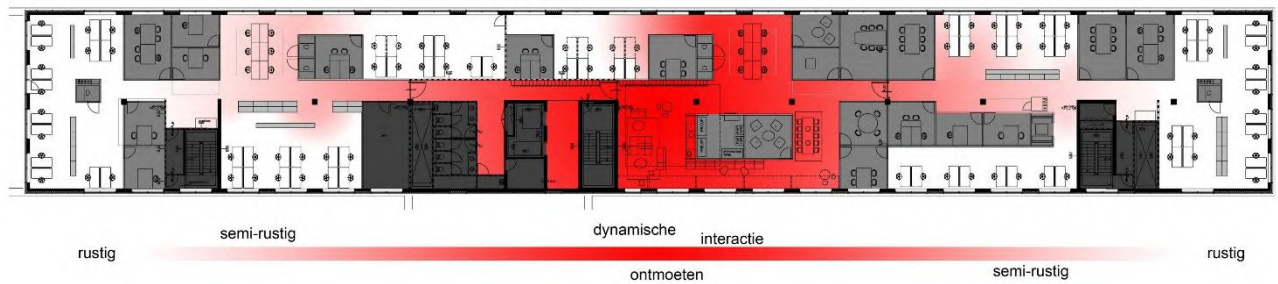 dynamische
semi-rustig
interactie
rustig
rustig
ontmoeten
semi-rustig